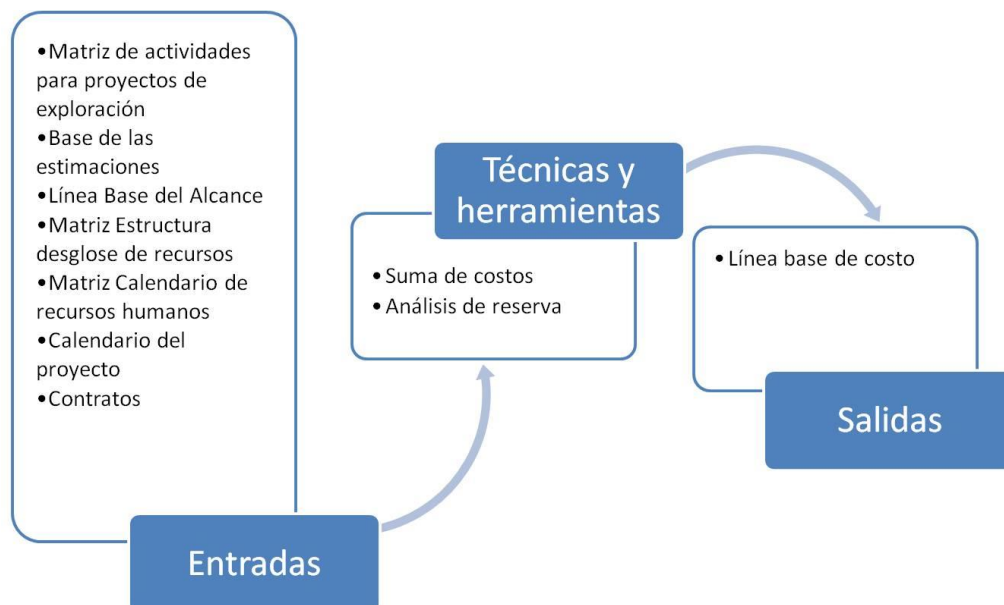 •Matriz de actividades
para proyectos de
exploración
•Base de las
estimaciones
•Línea Base del Alcance
•Matriz Estructura
desglose de recursos
•Matriz Calendario de
recursos humanos
•Calendario del
proyecto
•Contratos
Entradas
Técnicas y
herramientas
• Suma de costos
•Análisis de reserva
• Línea base de costo
Salidas